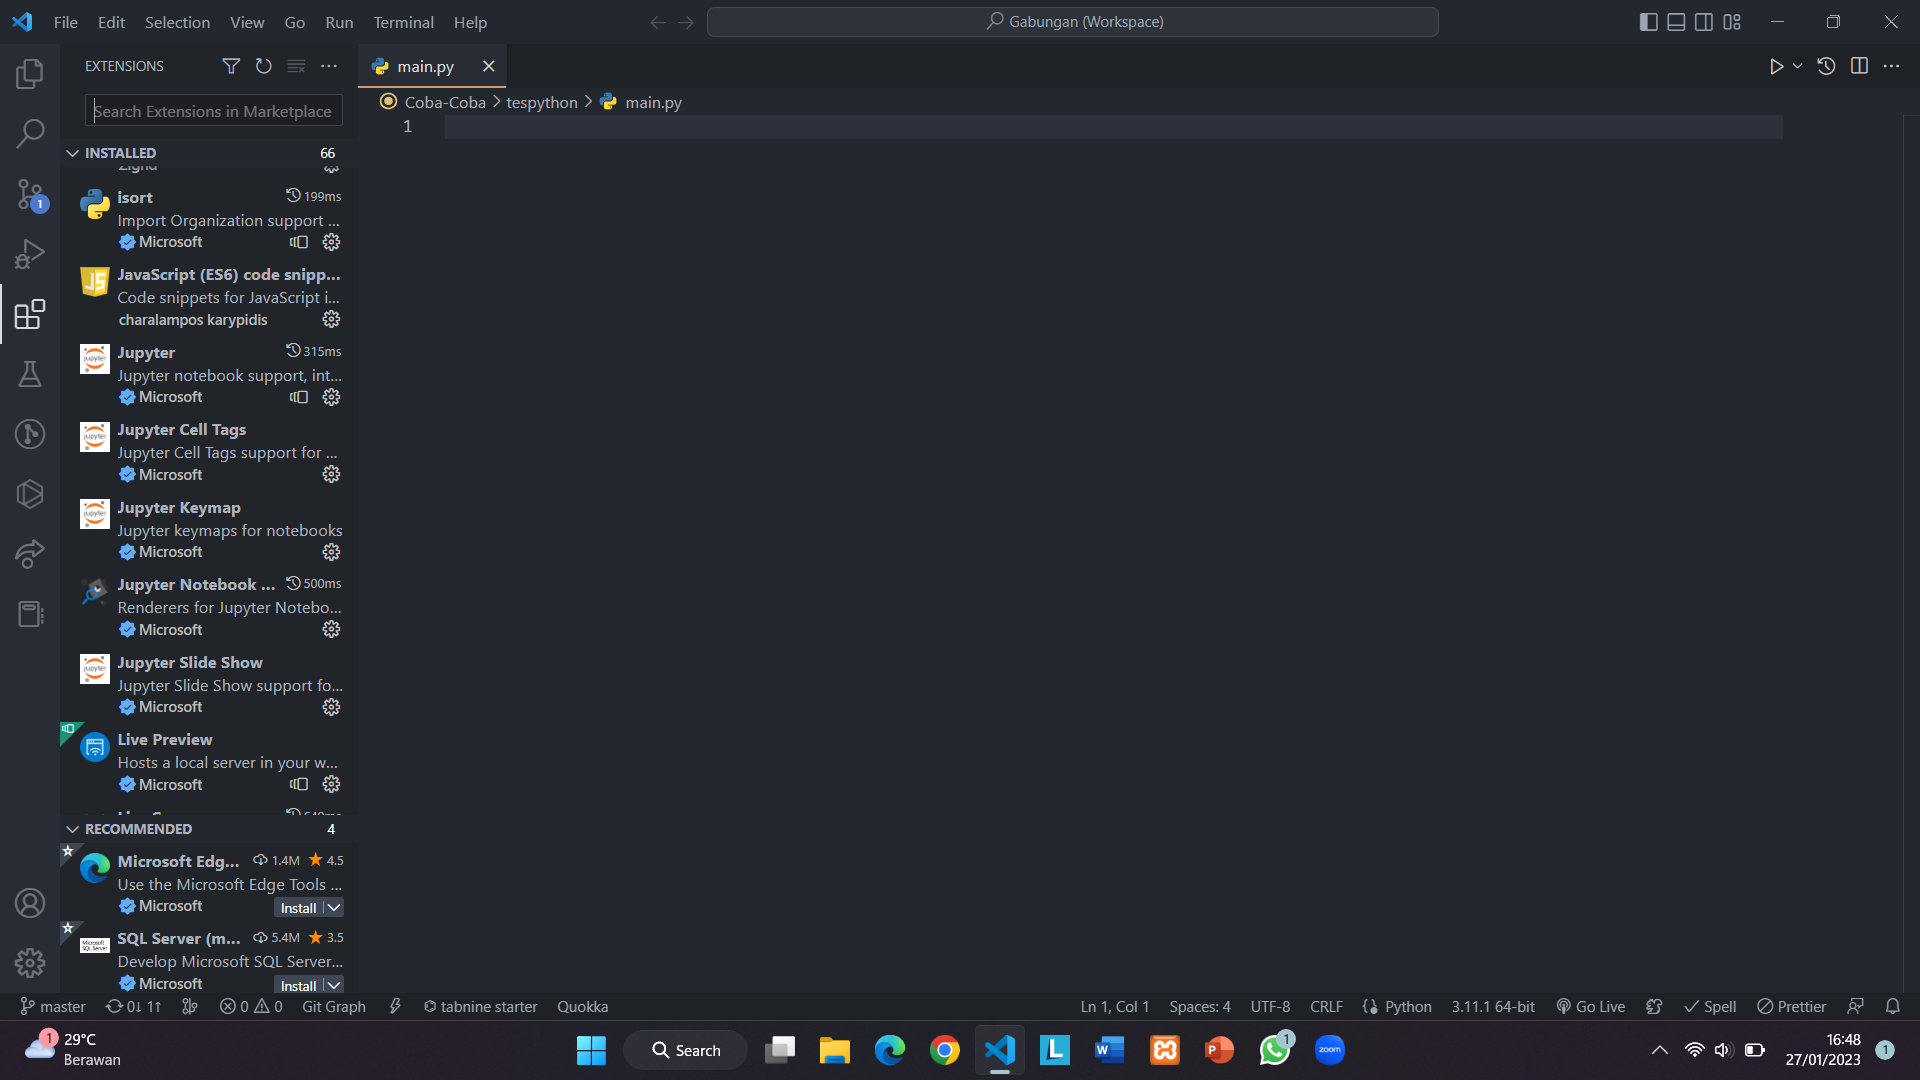 File Edit Selection View Go Run Terminal Help
Gabungan (Workspace)
EXTENSIONS
main.py
Search Extensions in Marketplace
Coba-Coba tespython main.py
1
INSTALLED 66
isort 199ms
Import Organization support ...
Microsoft
JavaScript (ES6) code snipp...
Code snippets for JavaScript i...
charalampos karypidis
Jupyter 315ms
Jupyter notebook support, int...
Microsoft
Jupyter Cell Tags
Jupyter Cell Tags support for ...
Microsoft
Jupyter Keymap
Jupyter keymaps for notebooks
Microsoft
Jupyter Notebook ... 500ms
Renderers for Jupyter Notebo...
Microsoft
Jupyter Slide Show
Jupyter Slide Show support fo...
Microsoft
Live Preview
Hosts a local server in your w...
Microsoft
RECOMMENDED 4
Microsoft Edg... 1.4M 4.5
Use the Microsoft Edge Tools ...
Microsoft Install
SQL Server (m... 5.4M 3.5
Develop Microsoft SQL Server...
Microsoft Install
master 0↓ 1↑ 0 0 Git Graph tabnine starter Quokka
Ln 1, Col 1 Spaces: 4 UTF-8 CRLF Python 3.11.1 64-bit Go Live Spell Prettier
1 29°C
Berawan
Search
zoom
1
16:48
27/01/2023
1